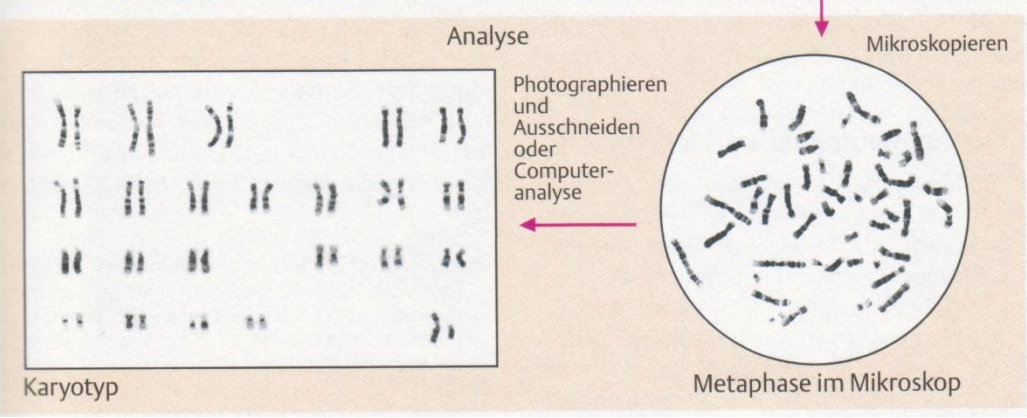 Analyse
Mikroskopieren
Photographieren
und
Ausschneiden
oder
Computer-
analyse
Karyotyp
Metaphase im Mikroskop